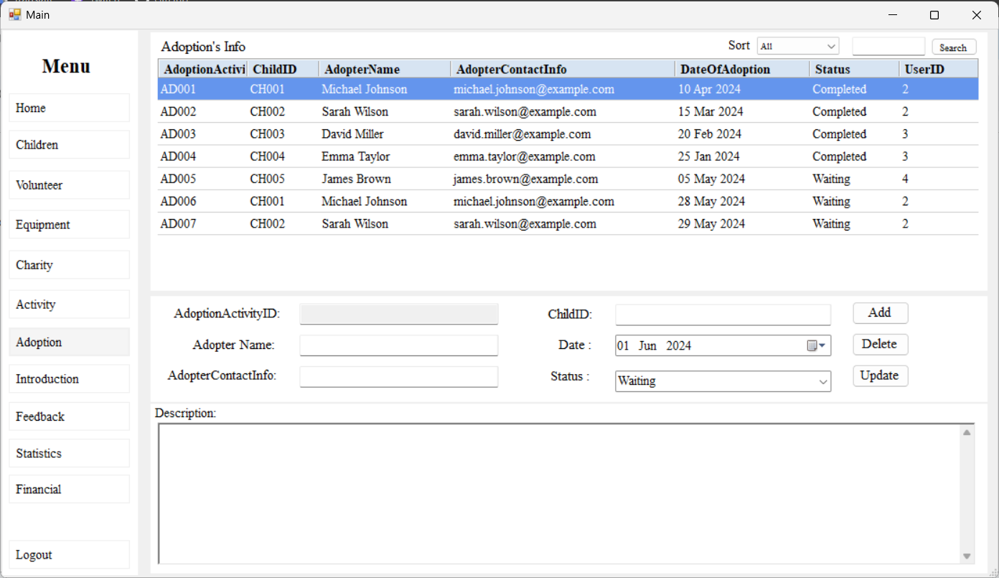 Main
Menu
Home
Children
Volunteer
Equipment
Charity
Activity
Adoption
Introduction
Feedback
Statistics
Financial
Logout
Adoption's Info
Sort All Search
AdoptionActivi ChildID AdopterName AdopterContactInfo DateOfAdoption Status UserID
AD001 CH001 Michael Johnson michael.johnson@example.com 10 Apr 2024 Completed 2
AD002 CH002 Sarah Wilson sarah.wilson@example.com 15 Mar 2024 Completed 2
AD003 CH003 David Miller david.miller@example.com 20 Feb 2024 Completed 3
AD004 CH004 Emma Taylor emma.taylor@example.com 25 Jan 2024 Completed 3
AD005 CH005 James Brown james.brown@example.com 05 May 2024 Waiting 4
AD006 CH001 Michael Johnson michael.johnson@example.com 28 May 2024 Waiting 2
AD007 CH002 Sarah Wilson sarah.wilson@example.com 29 May 2024 Waiting 2
AdoptionActivityID: ChildID: Add
Adopter Name: Date : 01 Jun 2024 Delete
AdopterContactInfo: Status : Waiting Update
Description: